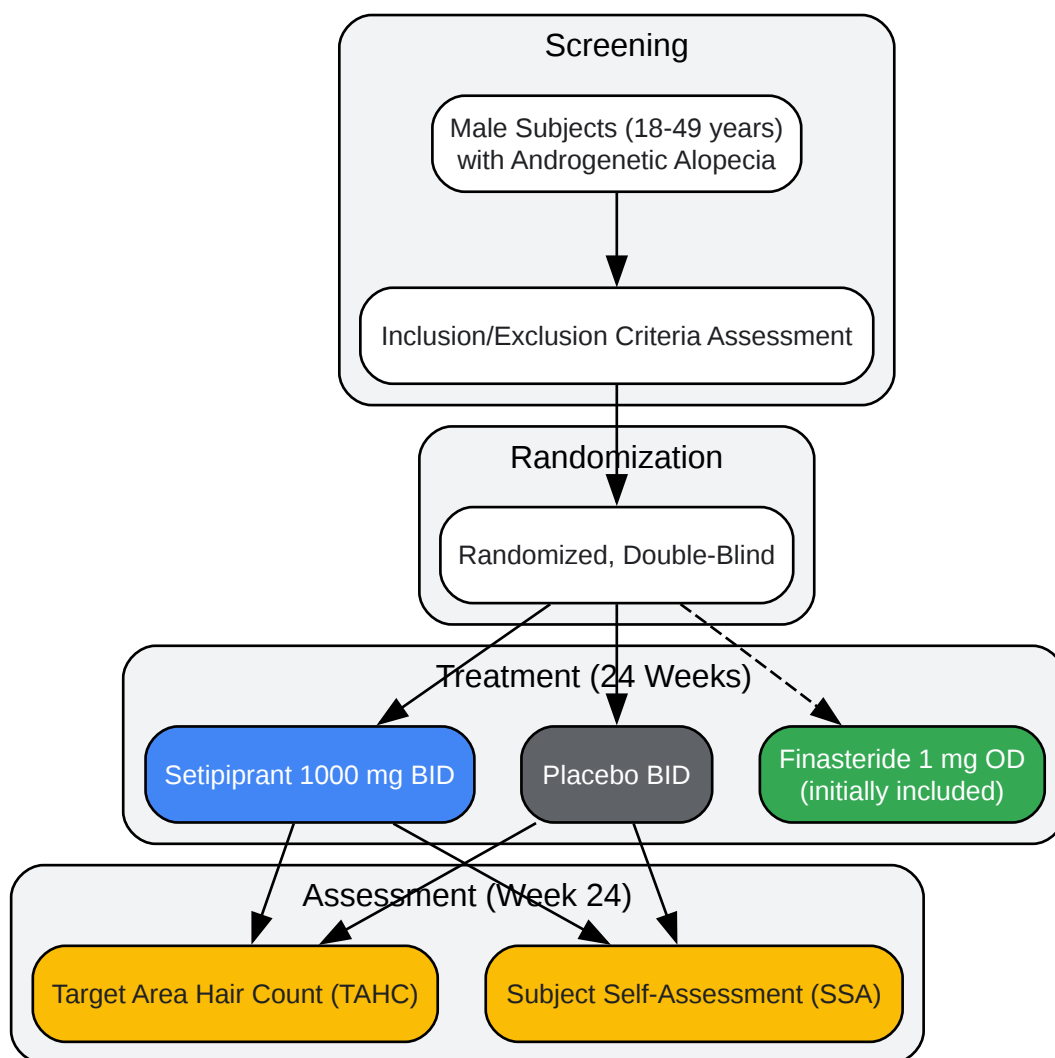 Screening
Male Subjects (18-49 years)
with Androgenetic Alopecia
Inclusion/Exclusion Criteria Assessment
Randomization
Randomized, Double-Blind
Treatment (24 Weeks)
Setipiprant 1000 mg BID
Placebo BID
Finasteride 1 mg OD
(initially included)
Assessment (Week 24)
Target Area Hair Count (TAHC)
Subject Self-Assessment (SSA)